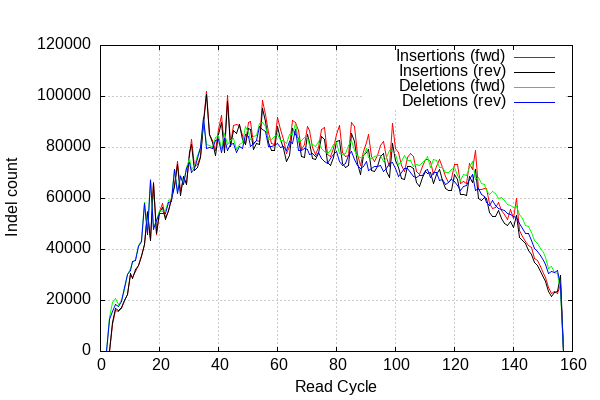 120000
100000
80000
60000
40000
20000
0
Indel count
Insertions (fwd)
Insertions (rev)
Deletions (fwd)
Deletions (rev)
0 20 40 60 80 100 120 140 160
Read Cycle